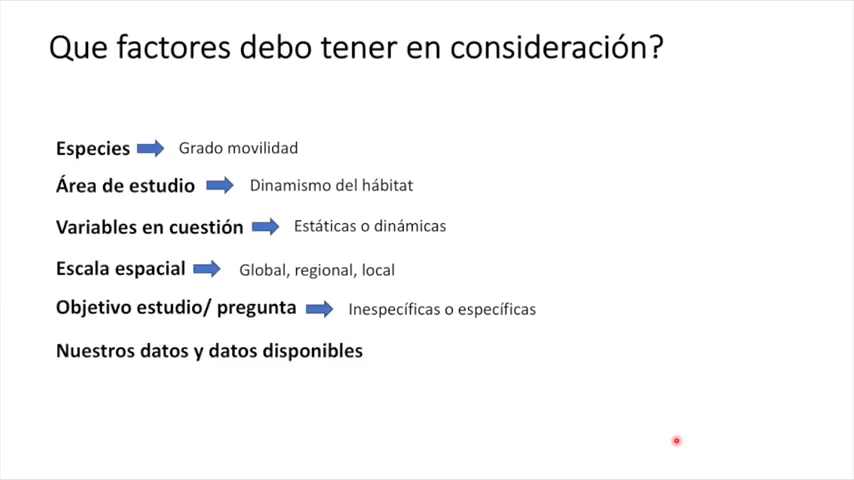 Que factores debo tener en consideración?
Especies Grado movilidad
Área de estudio Dinamismo del hábitat
Variables en cuestión Estáticas o dinámicas
Escala espacial Global, regional, local
Objetivo estudio/ pregunta Inespecíficas o específicas
Nuestros datos y datos disponibles